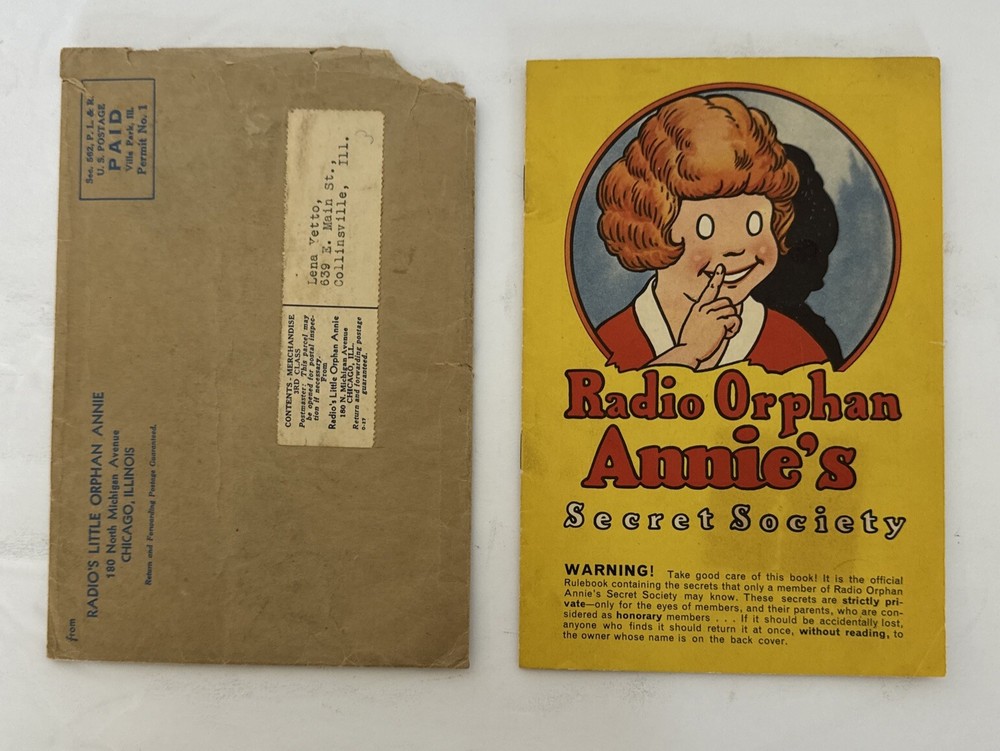 Sec. 562, P. L. & R.
U. S. POSTAGE
PAID
Villa Park, Ill.
Permit No. 1
Lena Vetto,
639 E. Main St.,
Collinsville, Ill.
3
CONTENTS - MERCHANDISE
3RD CLASS
Postmaster: This parcel may
be opened for postal inspec-
tion if necessary.
From
Radio's Little Orphan Annie
180 N. Michigan Avenue
CHICAGO, ILL.
Return and forwarding postage
guaranteed.
from
RADIO'S LITTLE ORPHAN ANNIE
180 North Michigan Avenue
CHICAGO, ILLINOIS
Return and Forwarding Postage Guaranteed.
Radio Orphan
Annie's
Secret Society
WARNING! Take good care of this book! It is the official
Rulebook containing the secrets that only a member of Radio Orphan
Annie's Secret Society may know. These secrets are strictly pri-
vate—only for the eyes of members, and their parents, who are con-
sidered as honorary members . . . If it should be accidentally lost,
anyone who finds it should return it at once, without reading, to
the owner whose name is on the back cover.